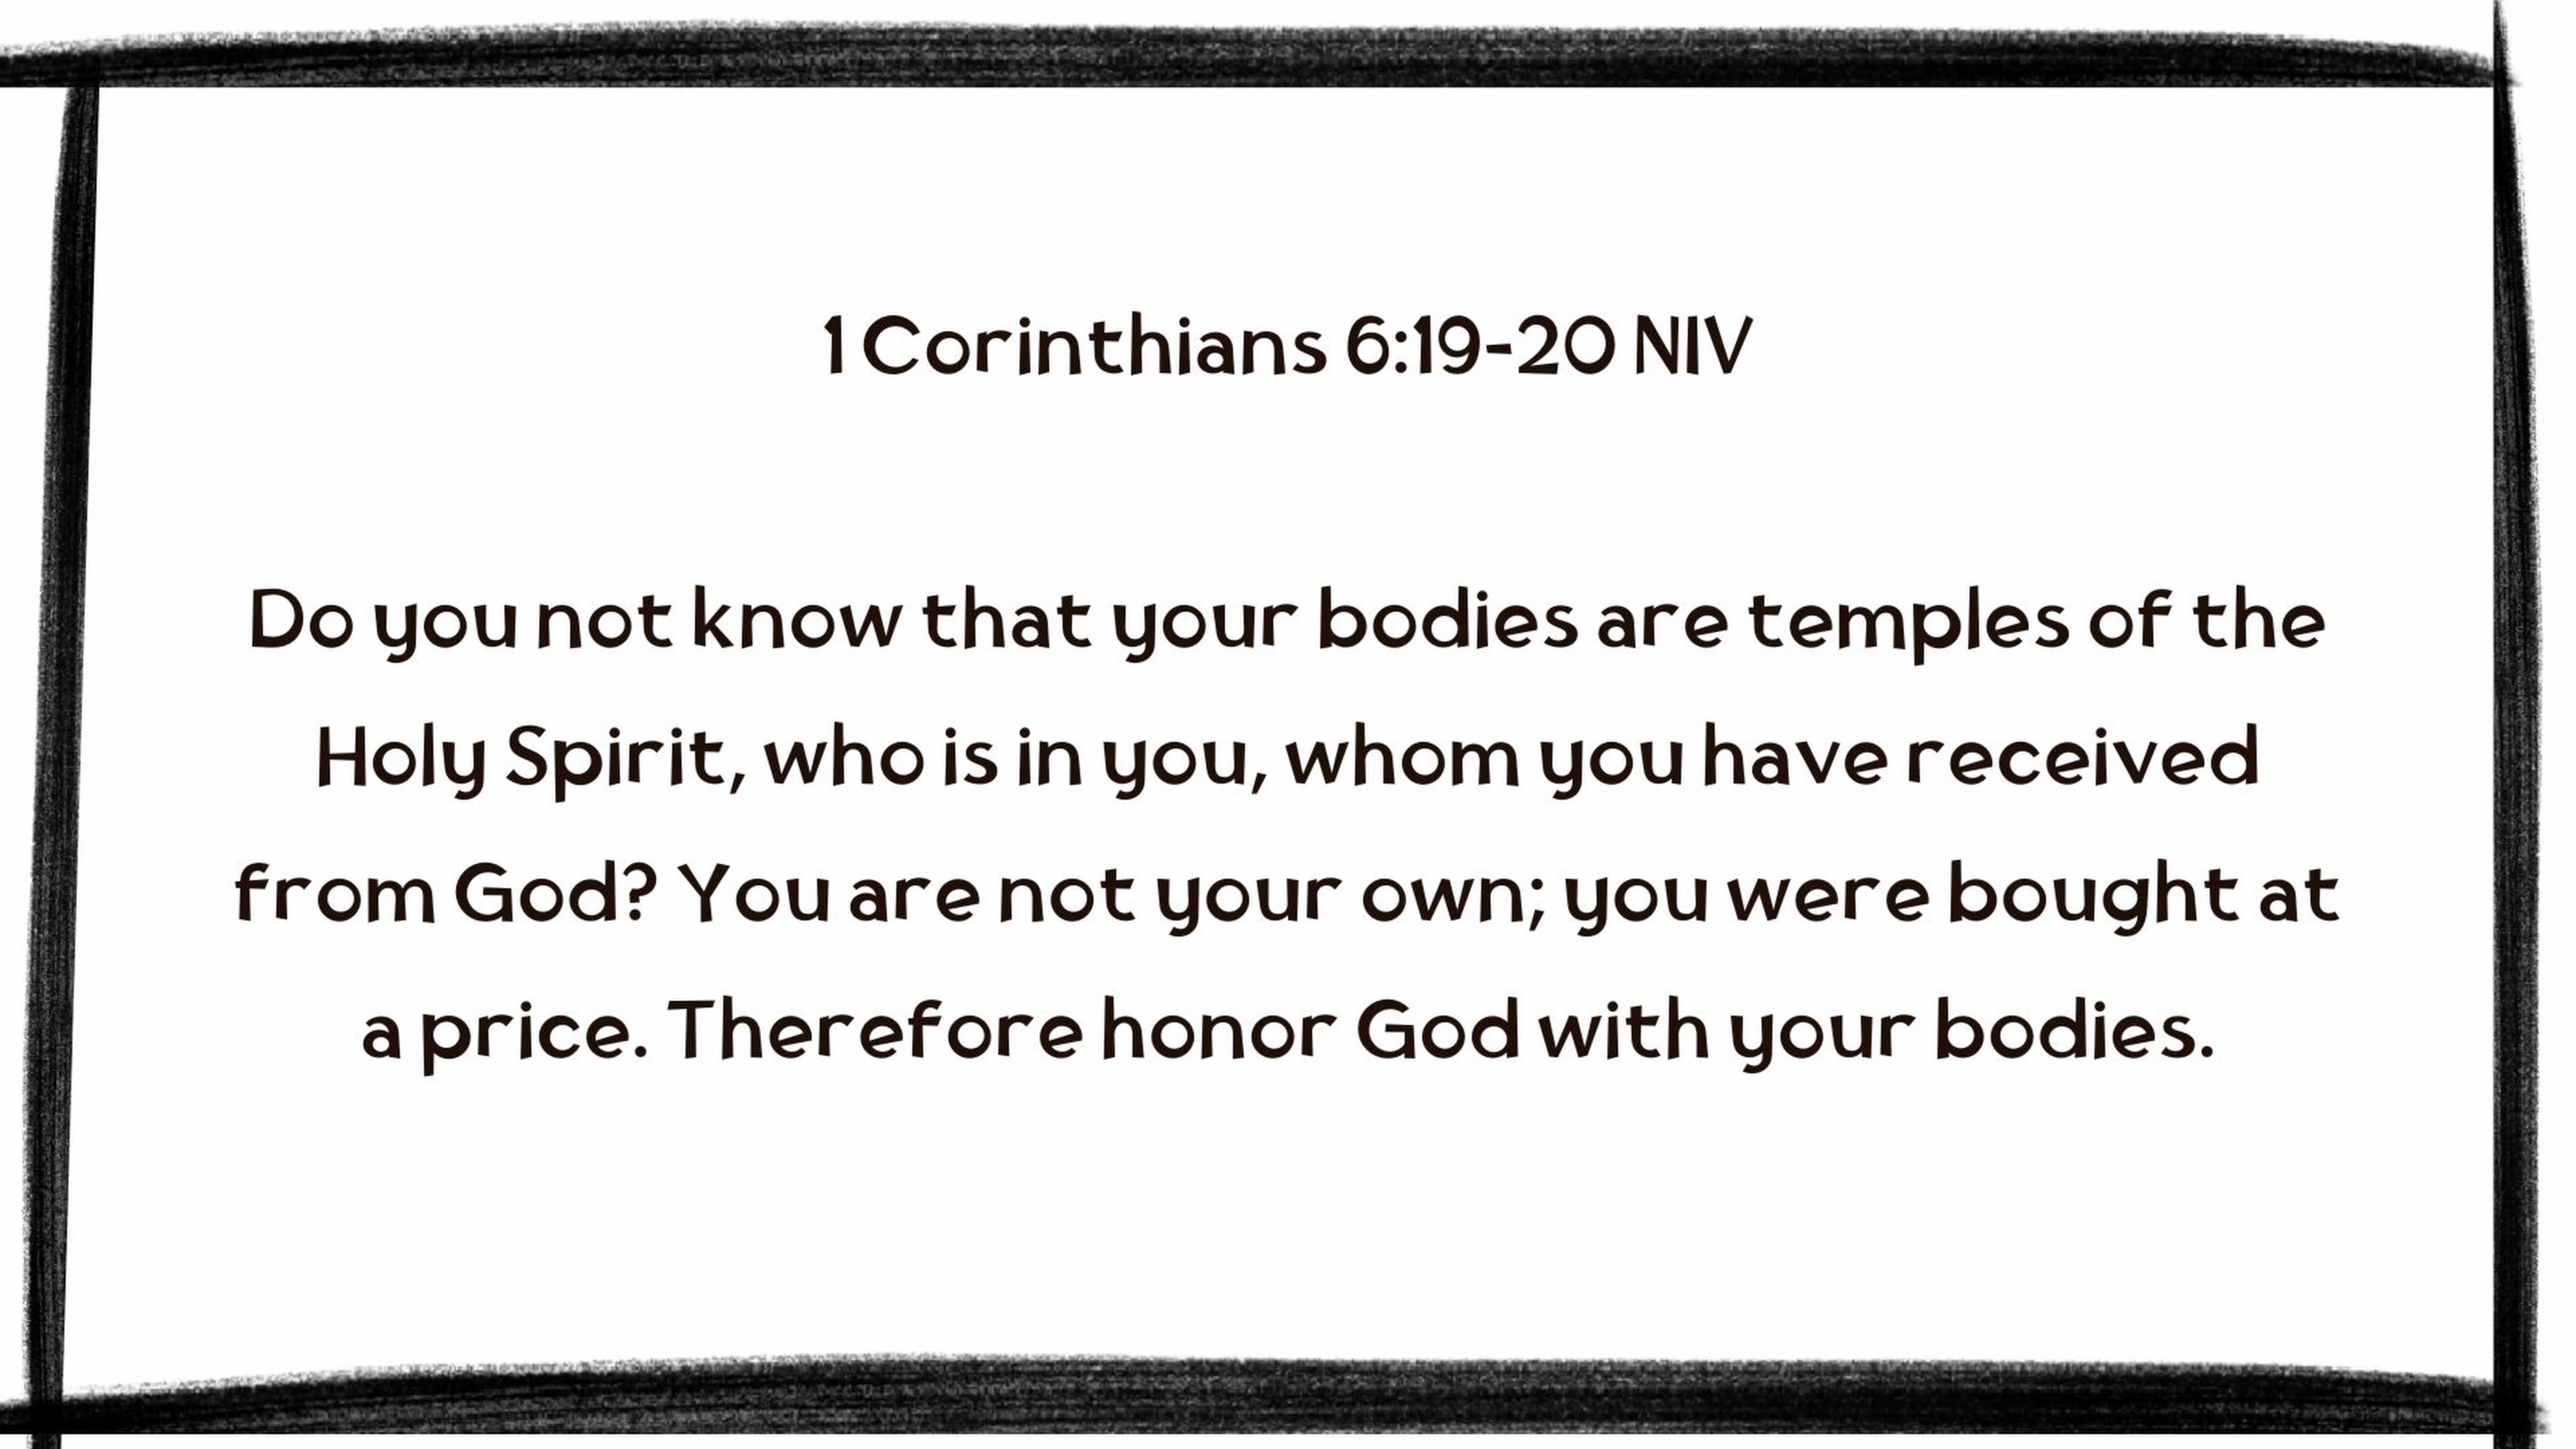 1 Corinthians 6:19-20 NIV
Do you not know that your bodies are temples of the
Holy Spirit, who is in you, whom you have received
from God? You are not your own; you were bought at
a price. Therefore honor God with your bodies.